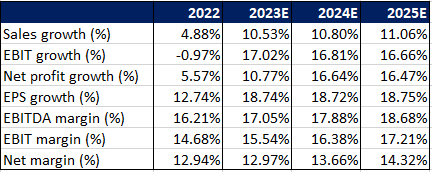 2022 2023E 2024E 2025E
Sales growth (%) 4.88% 10.53% 10.80% 11.06%
EBIT growth (%) -0.97% 17.02% 16.81% 16.66%
Net profit growth (%) 5.57% 10.77% 16.64% 16.47%
EPS growth (%) 12.74% 18.74% 18.72% 18.75%
EBITDA margin (%) 16.21% 17.05% 17.88% 18.68%
EBIT margin (%) 14.68% 15.54% 16.38% 17.21%
Net margin (%) 12.94% 12.97% 13.66% 14.32%